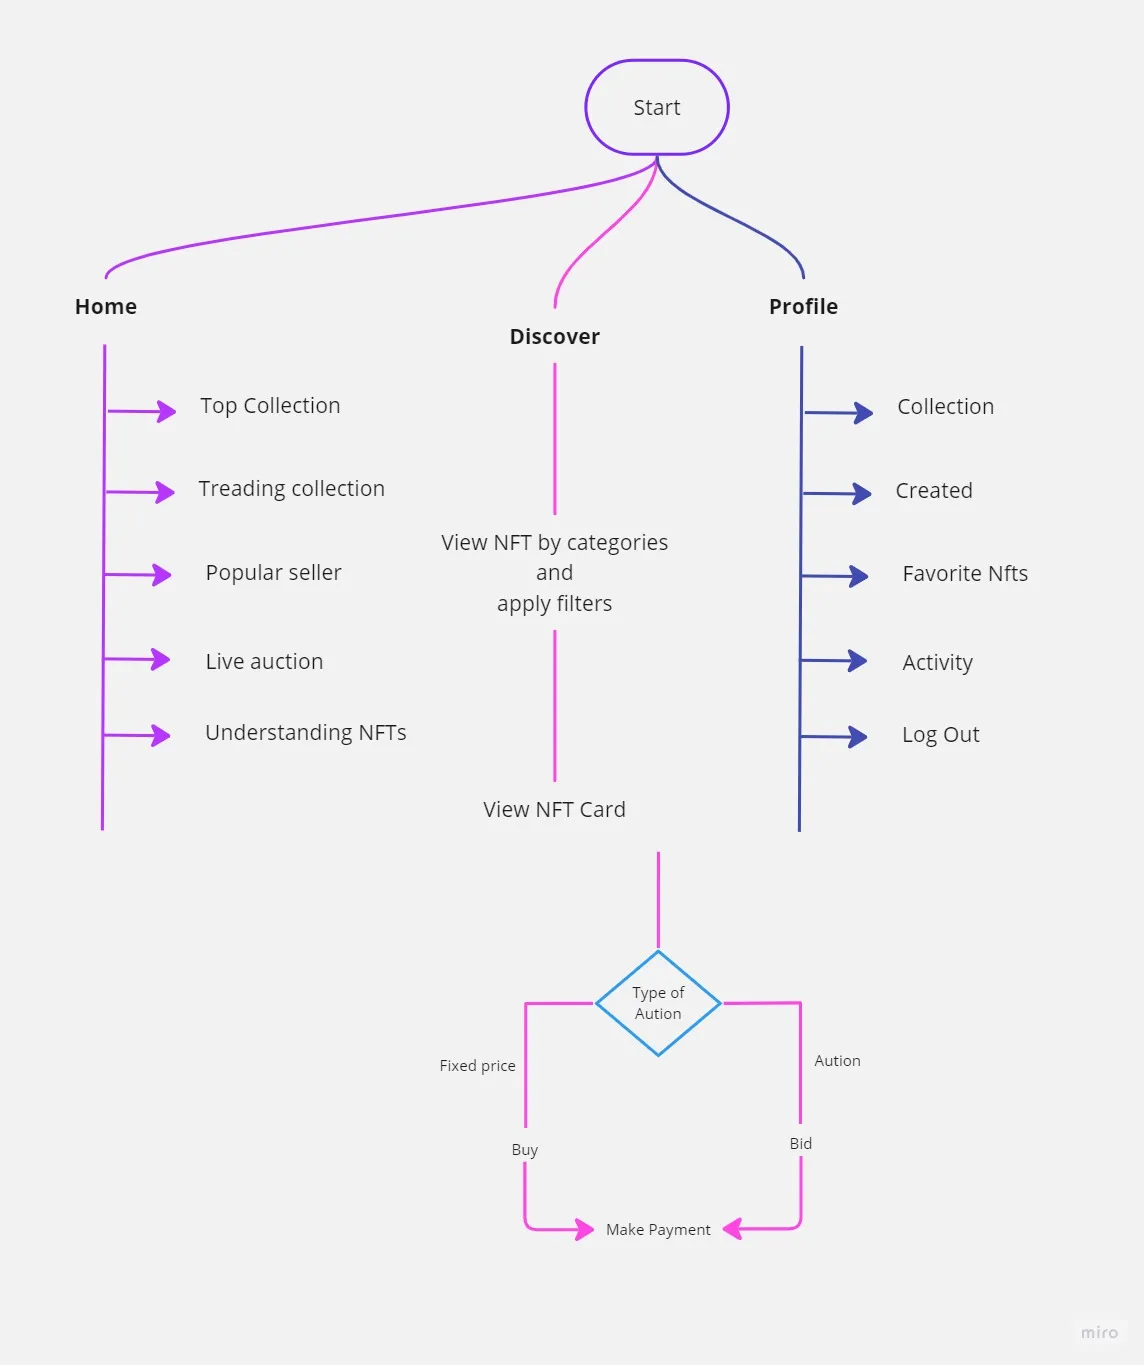 Start
Home
Discover
Profile
Top Collection
Treading collection
Popular seller
Live auction
Understanding NFTs
View NFT by categories
and
apply filters
View NFT Card
Collection
Created
Favorite Nfts
Activity
Log Out
Type of
Aution
Fixed price
Aution
Buy
Bid
Make Payment
miro